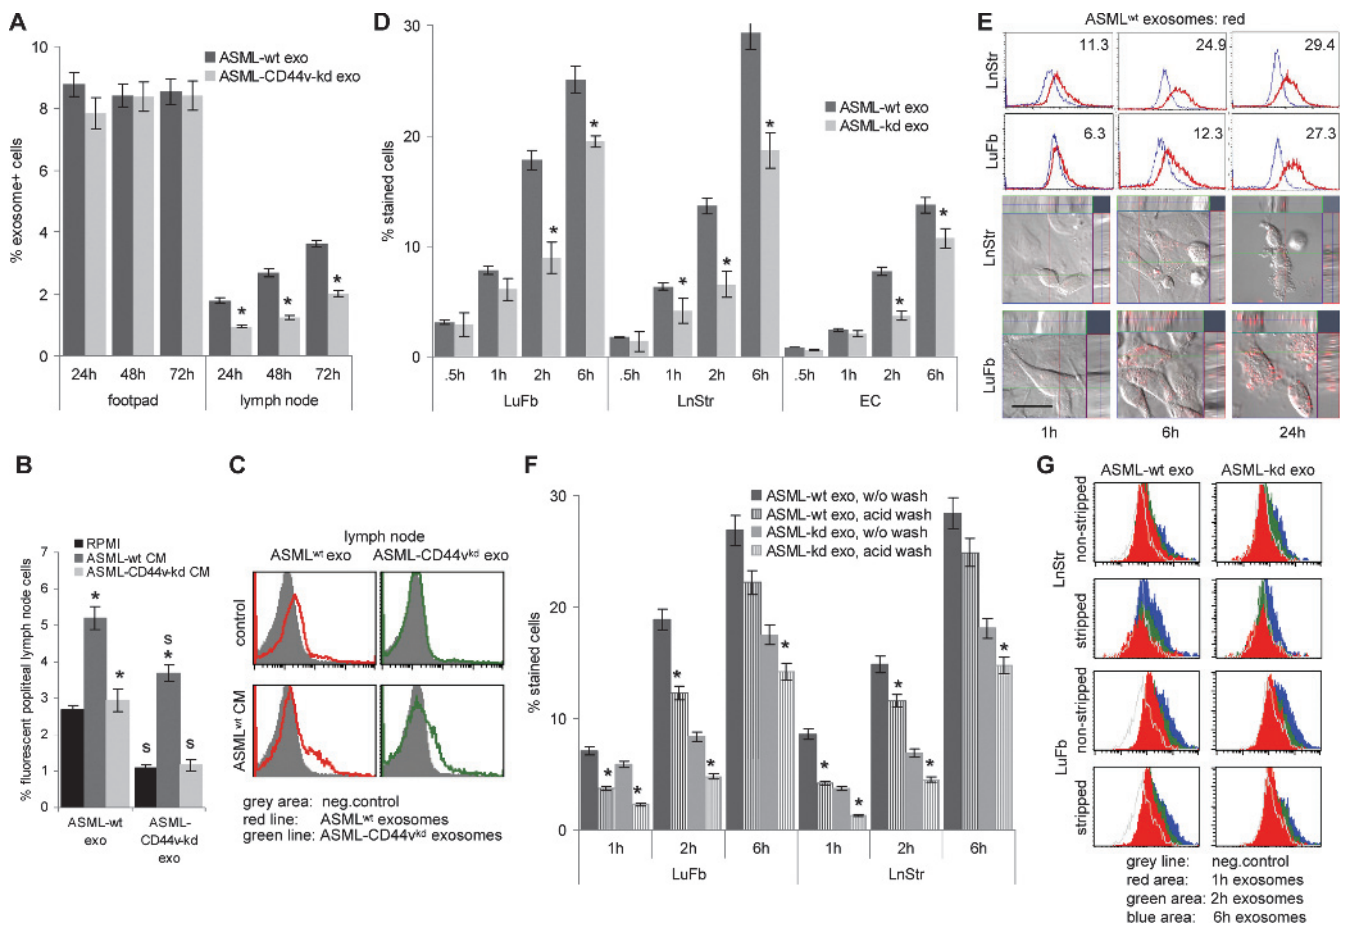 A
ASML-wt exo
ASML-CD44v-kd exo
% exosome+ cells
10
8
6
4
2
0
* * *
24h 48h 72h 24h 48h 72h
footpad lymph node
D
ASML-wt exo
ASML-kd exo
% stained cells
30
20
10
0
* * * * * * *
.5h 1h 2h 6h .5h 1h 2h 6h .5h 1h 2h 6h
LuFb LnStr EC
E
ASMLwt exosomes: red
LnStr
11.3 24.9 29.4
LuFb
6.3 12.3 27.3
LnStr
LuFb
1h 6h 24h
B
RPMI
ASML-wt CM
ASML-CD44v-kd CM
% fluorescent popliteal lymph node cells
7
6
5
4
3
2
1
0
* * s * s s
ASML-wt exo
ASML-CD44v-kd exo
C
lymph node
ASMLwt exo ASML-CD44vkd exo
control
ASMLwt CM
grey area: neg.control
red line: ASMLwt exosomes
green line: ASML-CD44vkd exosomes
F
ASML-wt exo, w/o wash
ASML-wt exo, acid wash
ASML-kd exo, w/o wash
ASML-kd exo, acid wash
% stained cells
30
20
10
0
* * * * * * * * *
1h 2h 6h 1h 2h 6h
LuFb LnStr
G
ASML-wt exo ASML-kd exo
LnStr
non-stripped
stripped
LuFb
non-stripped
stripped
grey line: neg.control
red area: 1h exosomes
green area: 2h exosomes
blue area: 6h exosomes